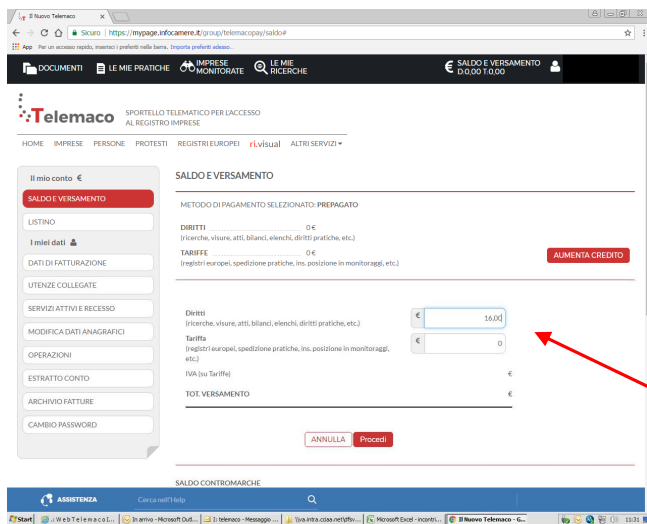 Il Nuovo Telemaco
Sicuro https://mypage.infocamere.it/group/telemacopay/saldo#
App Per un accesso rapido, inserisci i preferiti nella barra. Importa preferiti adesso...
DOCUMENTI LE MIE PRATICHE IMPRESE MONITORATE LE MIE RICERCHE € SALDO E VERSAMENTO D:0,00 T:0,00
Telemaco SPORTELLO TELEMATICO PER L'ACCESSO
AL REGISTRO IMPRESE
HOME IMPRESE PERSONE PROTESTI REGISTRI EUROPEI ri.visual ALTRI SERVIZI
Il mio conto €
SALDO E VERSAMENTO
LISTINO
I miei dati
DATI DI FATTURAZIONE
UTENZE COLLEGATE
SERVIZI ATTIVI E RECESSO
MODIFICA DATI ANAGRAFICI
OPERAZIONI
ESTRATTO CONTO
ARCHIVIO FATTURE
CAMBIO PASSWORD
SALDO E VERSAMENTO
METODO DI PAGAMENTO SELEZIONATO: PREPAGATO
DIRITTI 0 €
(ricerche, visure, atti, bilanci, elenchi, diritti pratiche, etc.)
TARIFFE 0 €
(registri europei, spedizione pratiche, ins. posizione in monitoraggi, etc.)
AUMENTA CREDITO
Diritti € 16,00
(ricerche, visure, atti, bilanci, elenchi, diritti pratiche, etc.)
Tariffa € 0
(registri europei, spedizione pratiche, ins. posizione in monitoraggi,
etc.)
IVA (su Tariffe) €
TOT. VERSAMENTO €
ANNULLA Procedi
SALDO CONTROMARCHE
ASSISTENZA Cerca nell'Help
Start In arrivo - Microsoft Outl... Microsoft Excel - incontri... Il Nuovo Telemaco - G... 11:31